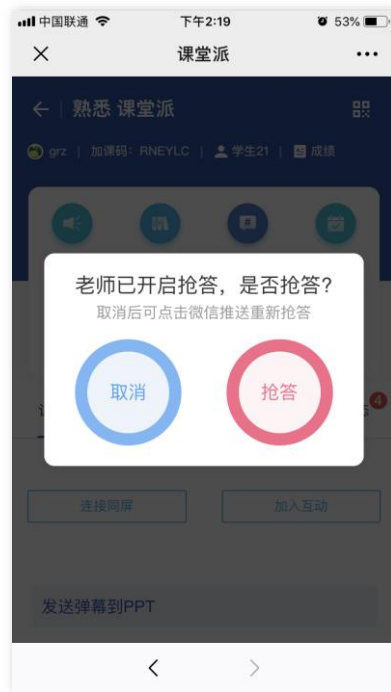 中国联通 下午2:19 53%
课堂派
熟悉 课堂派
grz | 加课码：RNEYLC | 学生21 | 成绩
老师已开启抢答，是否抢答？
取消后可点击微信推送重新抢答
取消 抢答
4
连接同屏 加入互动
发送弹幕到PPT